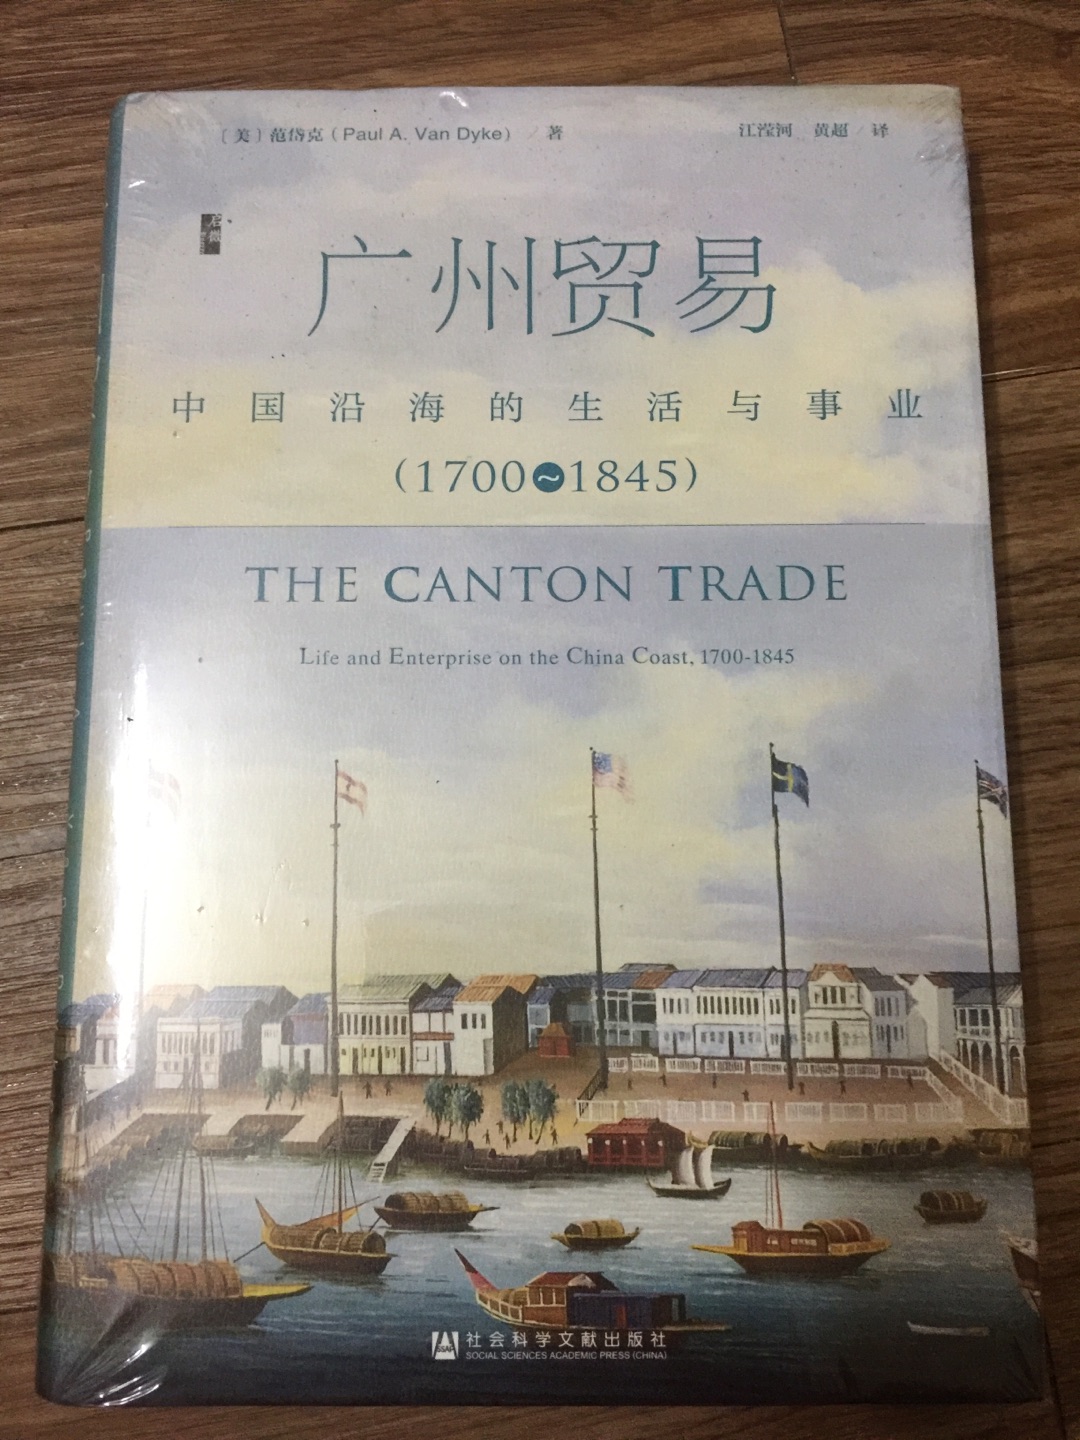 〔美〕范岱克（Paul A. Van Dyke） / 著
江滢河 黄超 / 译
启微
广州贸易
中国沿海的生活与事业
（1700~1845）
THE CANTON TRADE
Life and Enterprise on the China Coast, 1700-1845
社会科学文献出版社
SOCIAL SCIENCES ACADEMIC PRESS (CHINA)